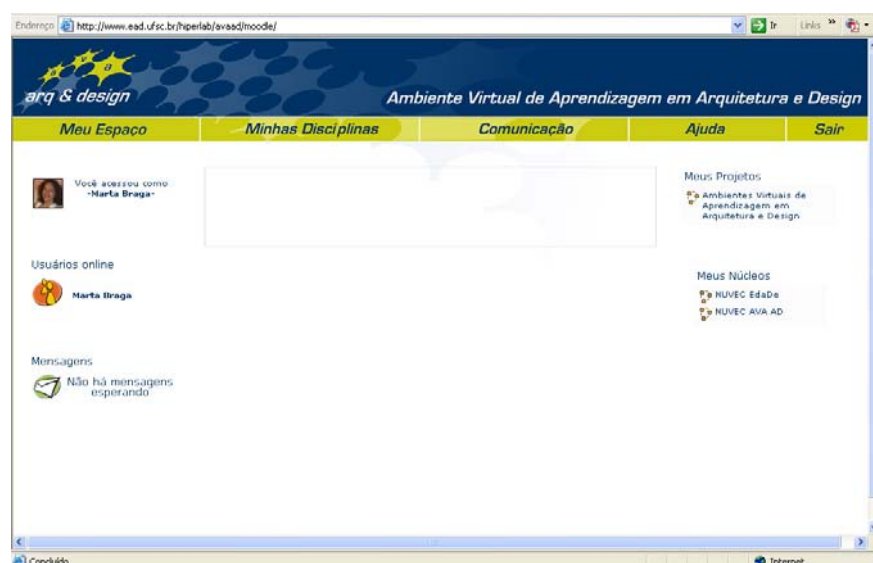 Endereço http://www.ead.ufsc.br/hiperlab/avaad/moodle/ Ir Links »
a v a
arq & design
Ambiente Virtual de Aprendizagem em Arquitetura e Design
Meu Espaço Minhas Disciplinas Comunicação Ajuda Sair
Você acessou como
-Marta Braga-
Meus Projetos
Ambientes Virtuais de
Aprendizagem em
Arquitetura e Design
Usuários online
Marta Braga
Meus Núcleos
NUVEC EdaDe
NUVEC AVA AD
Mensagens
Não há mensagens
esperando
Concluído Internet